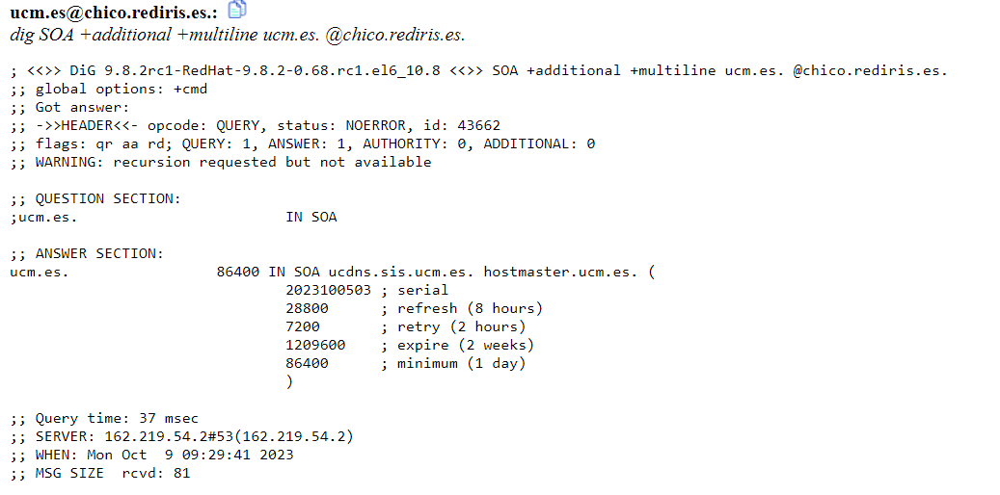 ucm.es@chico.rediris.es.:
dig SOA +additional +multiline ucm.es. @chico.rediris.es.
; <<>> DiG 9.8.2rc1-RedHat-9.8.2-0.68.rc1.el6_10.8 <<>> SOA +additional +multiline ucm.es. @chico.rediris.es.
;; global options: +cmd
;; Got answer:
;; ->>HEADER<<- opcode: QUERY, status: NOERROR, id: 43662
;; flags: qr aa rd; QUERY: 1, ANSWER: 1, AUTHORITY: 0, ADDITIONAL: 0
;; WARNING: recursion requested but not available
;; QUESTION SECTION:
;ucm.es. IN SOA
;; ANSWER SECTION:
ucm.es. 86400 IN SOA ucdns.sis.ucm.es. hostmaster.ucm.es. (
2023100503 ; serial
28800 ; refresh (8 hours)
7200 ; retry (2 hours)
1209600 ; expire (2 weeks)
86400 ; minimum (1 day)
)
;; Query time: 37 msec
;; SERVER: 162.219.54.2#53(162.219.54.2)
;; WHEN: Mon Oct  9 09:29:41 2023
;; MSG SIZE  rcvd: 81